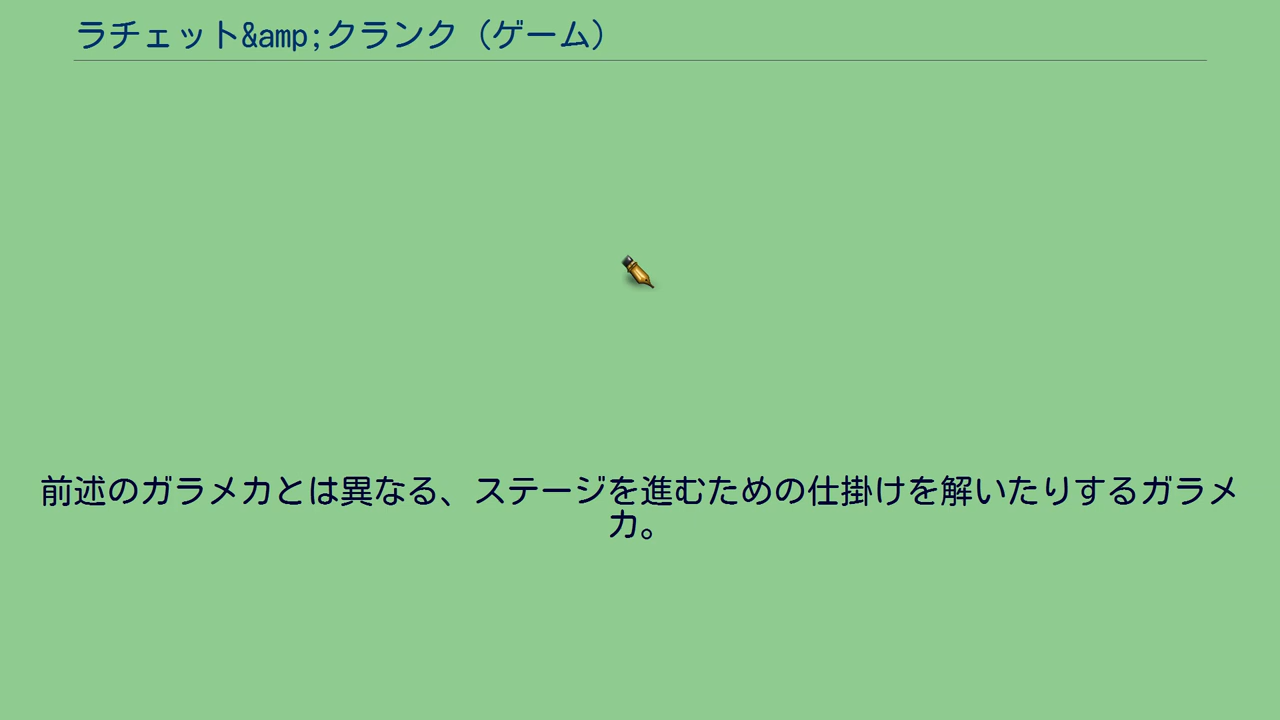 ラチェット&amp;クランク（ゲーム）
前述のガラメカとは異なる、ステージを進むための仕掛けを解いたりするガラメ
カ。